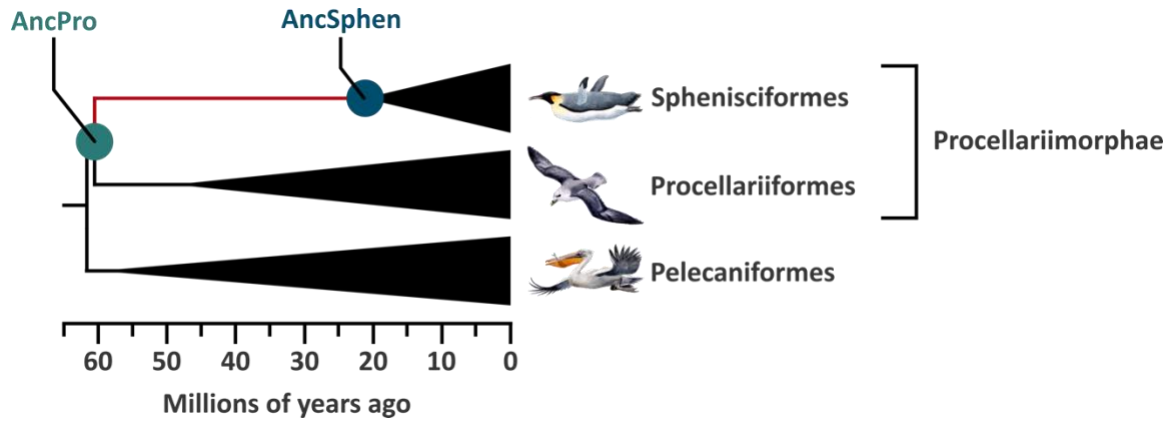 AncPro
AncSphen
Sphenisciformes
Procellariiformes
Pelecaniformes
Procellariimorphae
60 50 40 30 20 10 0
Millions of years ago